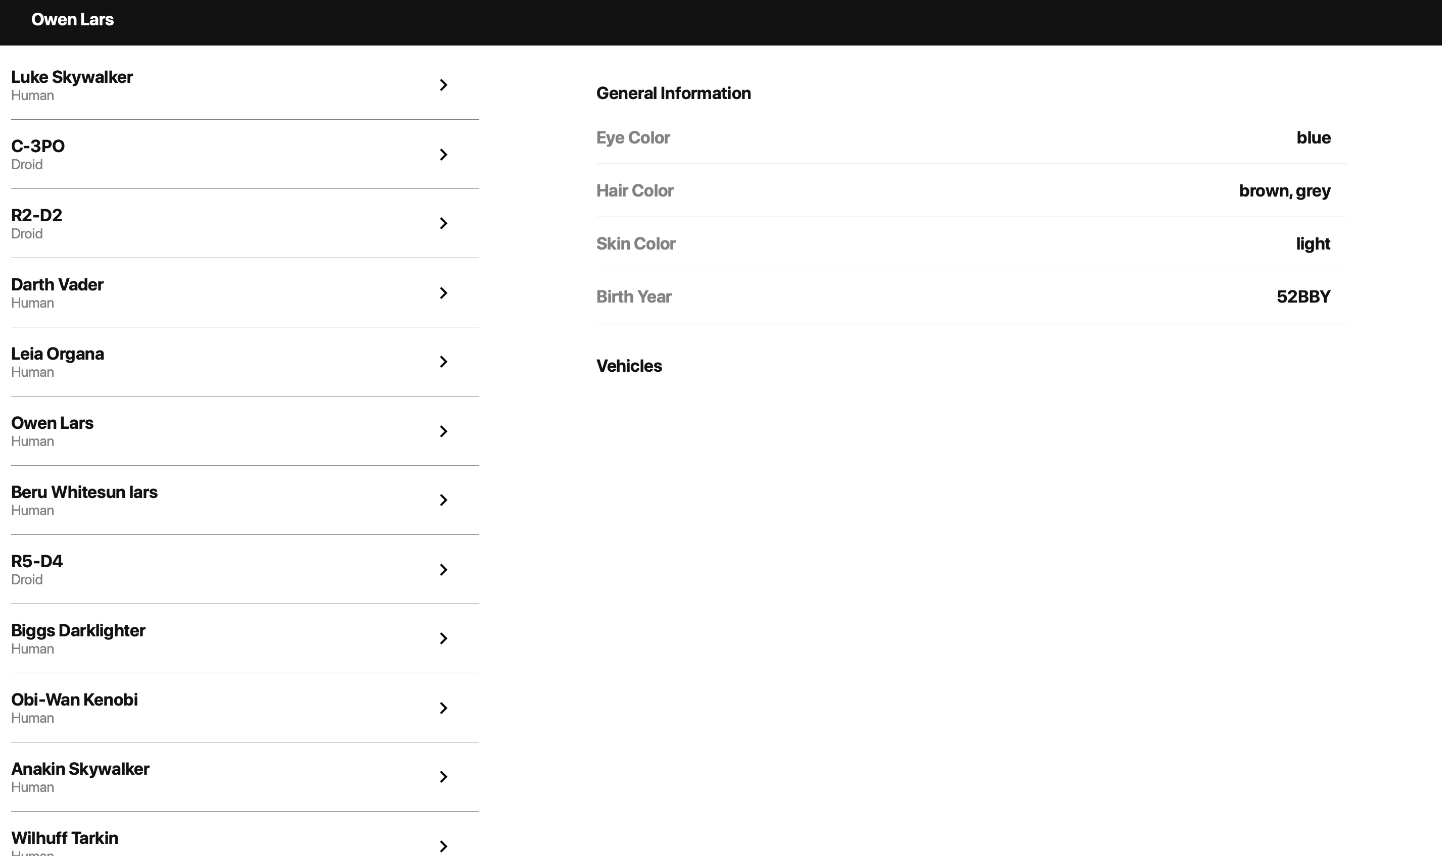 Owen Lars
Luke Skywalker
Human
C-3PO
Droid
R2-D2
Droid
Darth Vader
Human
Leia Organa
Human
Owen Lars
Human
Beru Whitesun lars
Human
R5-D4
Droid
Biggs Darklighter
Human
Obi-Wan Kenobi
Human
Anakin Skywalker
Human
Wilhuff Tarkin
Human
General Information
Eye Color blue
Hair Color brown, grey
Skin Color light
Birth Year 52BBY
Vehicles